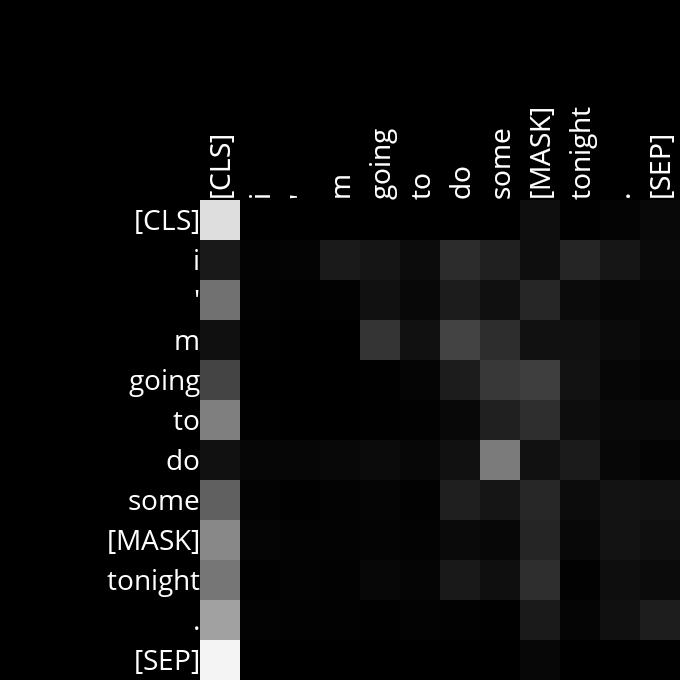 [CLS] i ' m going to do some [MASK] tonight . [SEP]
[CLS]
i
'
m
going
to
do
some
[MASK]
tonight
.
[SEP]